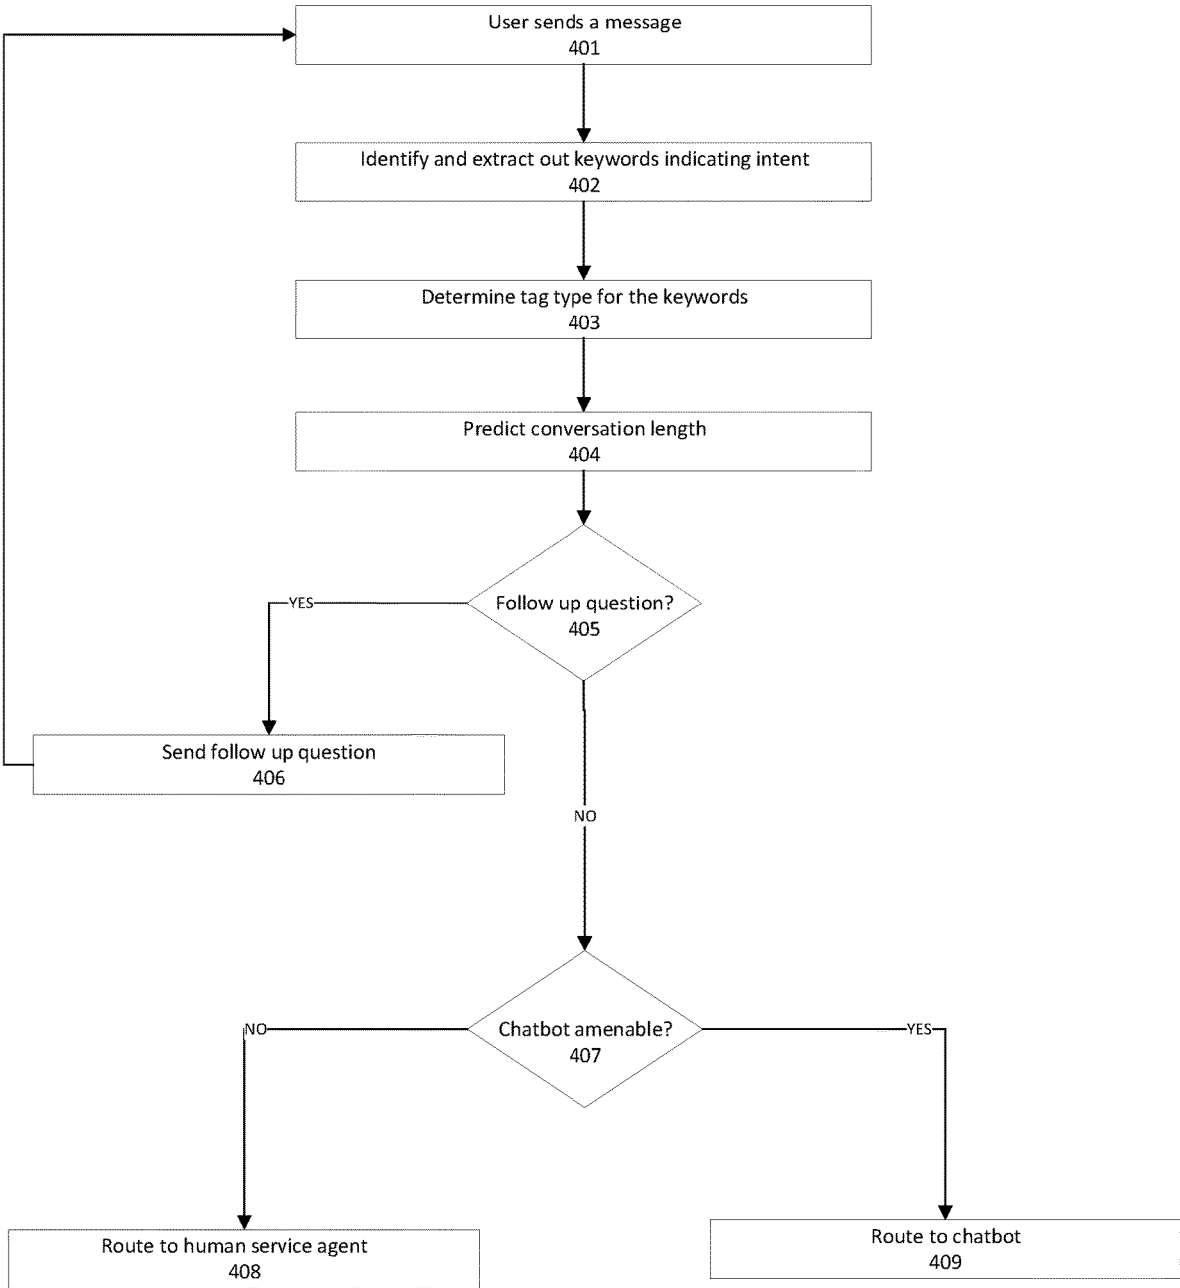 User sends a message
401
Identify and extract out keywords indicating intent
402
Determine tag type for the keywords
403
Predict conversation length
404
Follow up question?
405
YES
Send follow up question
406
NO
Chatbot amenable?
407
NO
YES
Route to human service agent
408
Route to chatbot
409